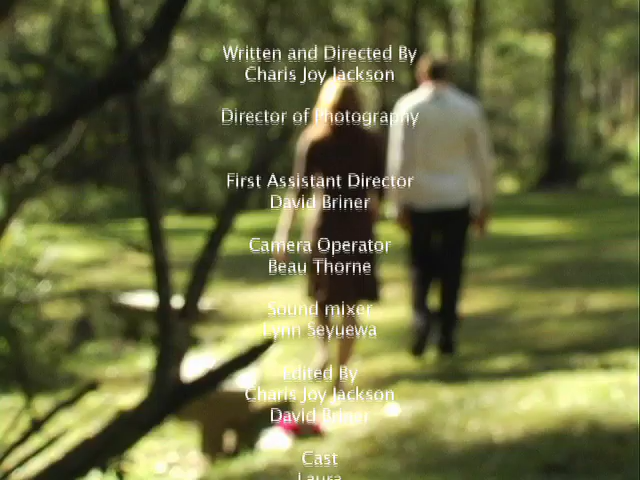 Written and Directed By
Charis Joy Jackson
Director of Photography
First Assistant Director
David Briner
Camera Operator
Beau Thorne
Sound mixer
Lynn Seyuewa
Edited By
Charis Joy Jackson
David Briner
Cast
Laura